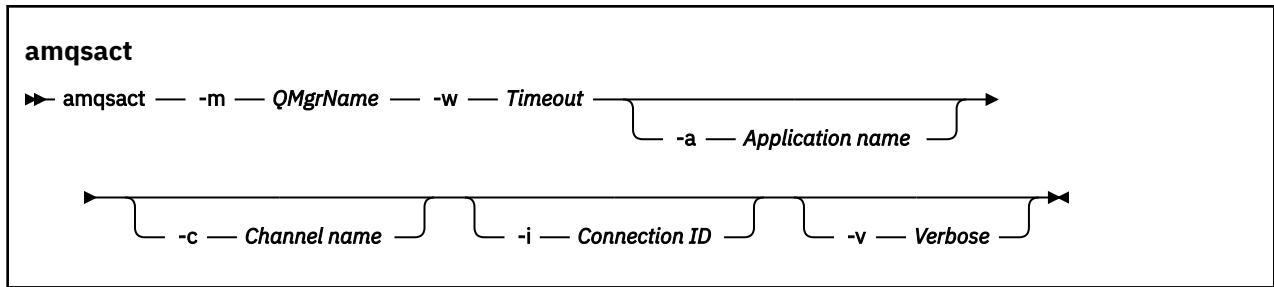 amqsact
amqsact -m QMgrName -w Timeout
-a Application name
-c Channel name -i Connection ID -v Verbose